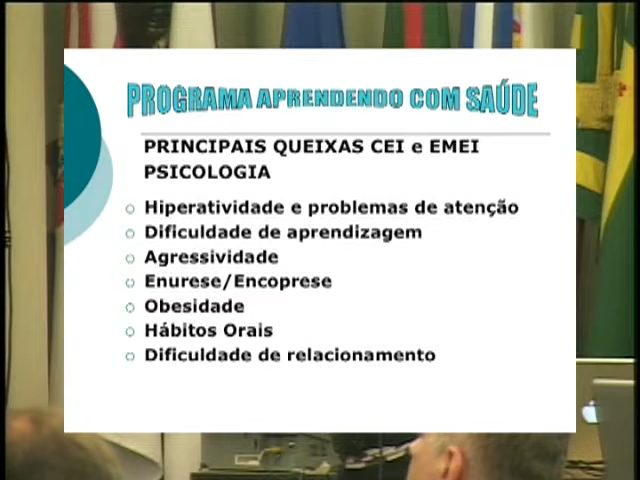 PROGRAMA APRENDENDO COM SAÚDE
PRINCIPAIS QUEIXAS CEI e EMEI
PSICOLOGIA
Hiperatividade e problemas de atenção
Dificuldade de aprendizagem
Agressividade
Enurese/Encoprese
Obesidade
Hábitos Orais
Dificuldade de relacionamento